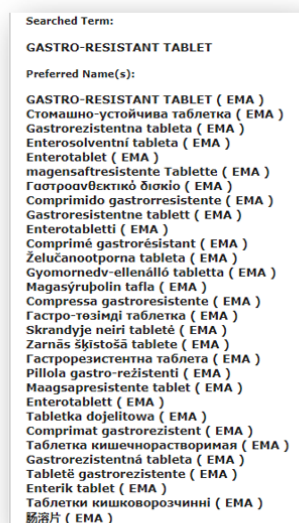 Searched Term:
GASTRO-RESISTANT TABLET
Preferred Name(s):
GASTRO-RESISTANT TABLET ( EMA )
Стомашно-устойчива таблетка ( EMA )
Gastrorezistentna tableta ( EMA )
Enterosolventní tableta ( EMA )
Enterotablet ( EMA )
magensaftresistente Tablette ( EMA )
Γαστροανθεκτικό δισκίο ( EMA )
Comprimido gastrorresistente ( EMA )
Gastroresistente tablett ( EMA )
Enterotabletti ( EMA )
Comprimé gastrorésistant ( EMA )
Želučanootporna tableta ( EMA )
Gyomornedv-ellenálló tabletta ( EMA )
Magasýruþolin tafla ( EMA )
Compressa gastroresistente ( EMA )
Гастро-төзімді таблетка ( EMA )
Skrandyje neiri tabletė ( EMA )
Zarnās šķīstošā tablete ( EMA )
Гастрорезистентна таблета ( EMA )
Pillola gastro-reżistenti ( EMA )
Maagsapresistente tablet ( EMA )
Enterotablett ( EMA )
Tabletka dojelitowa ( EMA )
Comprimat gastrorezistent ( EMA )
Таблетка кишечнорастворимая ( EMA )
Gastrorezistentná tableta ( EMA )
Tabletë gastrorezistente ( EMA )
Enterik tablet ( EMA )
Таблетки кишковорозчинні ( EMA )
肠溶片 ( EMA )